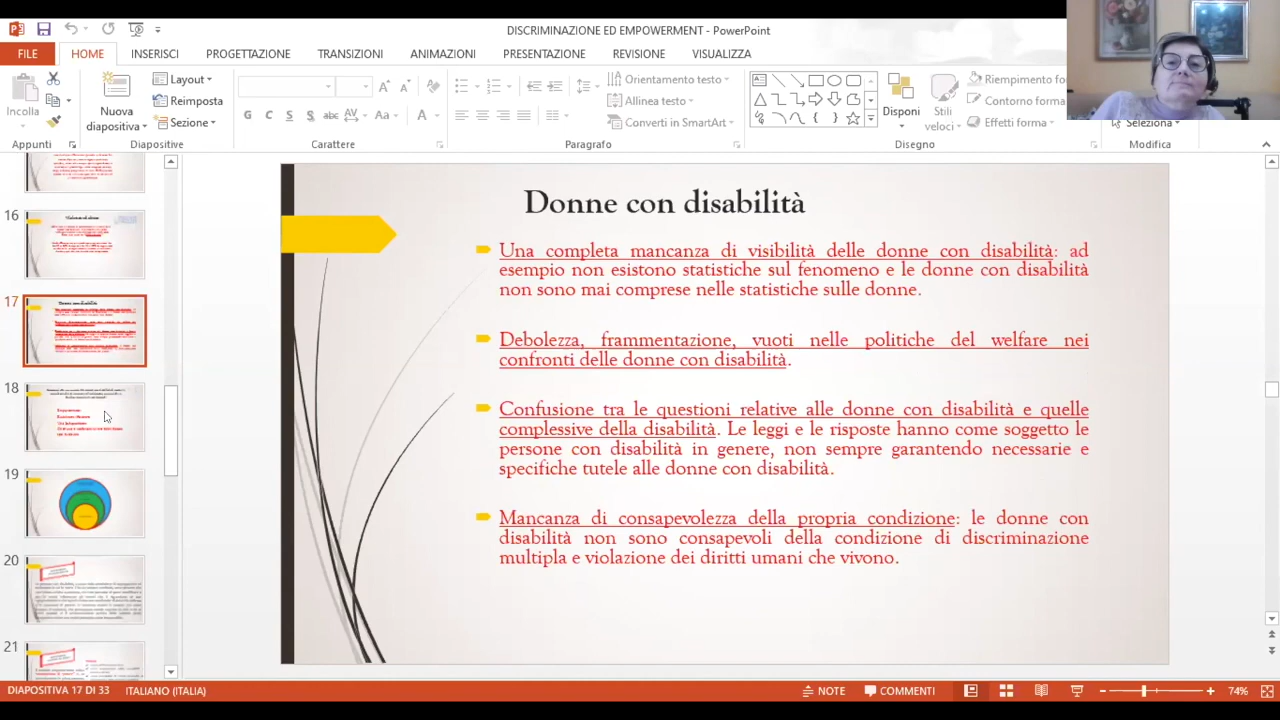 DISCRIMINAZIONE ED EMPOWERMENT - PowerPoint
FILE HOME INSERISCI PROGETTAZIONE TRANSIZIONI ANIMAZIONI PRESENTAZIONE REVISIONE VISUALIZZA
Incolla
Nuova
diapositiva
Layout
Reimposta
Sezione
Orientamento testo
Allinea testo
Converti in SmartArt
Disponi
Stili
veloci
Riempimento fo
Contorno forma
Effetti forma
Seleziona
Appunti Diapositive Carattere Paragrafo Disegno Modifica
16
17
18
19
20
21
Donne con disabilità
Una completa mancanza di visibilità delle donne con disabilità: ad
esempio non esistono statistiche sul fenomeno e le donne con disabilità
non sono mai comprese nelle statistiche sulle donne.
Debolezza, frammentazione, vuoti nelle politiche del welfare nei
confronti delle donne con disabilità.
Confusione tra le questioni relative alle donne con disabilità e quelle
complessive della disabilità. Le leggi e le risposte hanno come soggetto le
persone con disabilità in genere, non sempre garantendo necessarie e
specifiche tutele alle donne con disabilità.
Mancanza di consapevolezza della propria condizione: le donne con
disabilità non sono consapevoli della condizione di discriminazione
multipla e violazione dei diritti umani che vivono.
DIAPOSITIVA 17 DI 33 ITALIANO (ITALIA) NOTE COMMENTI 74%